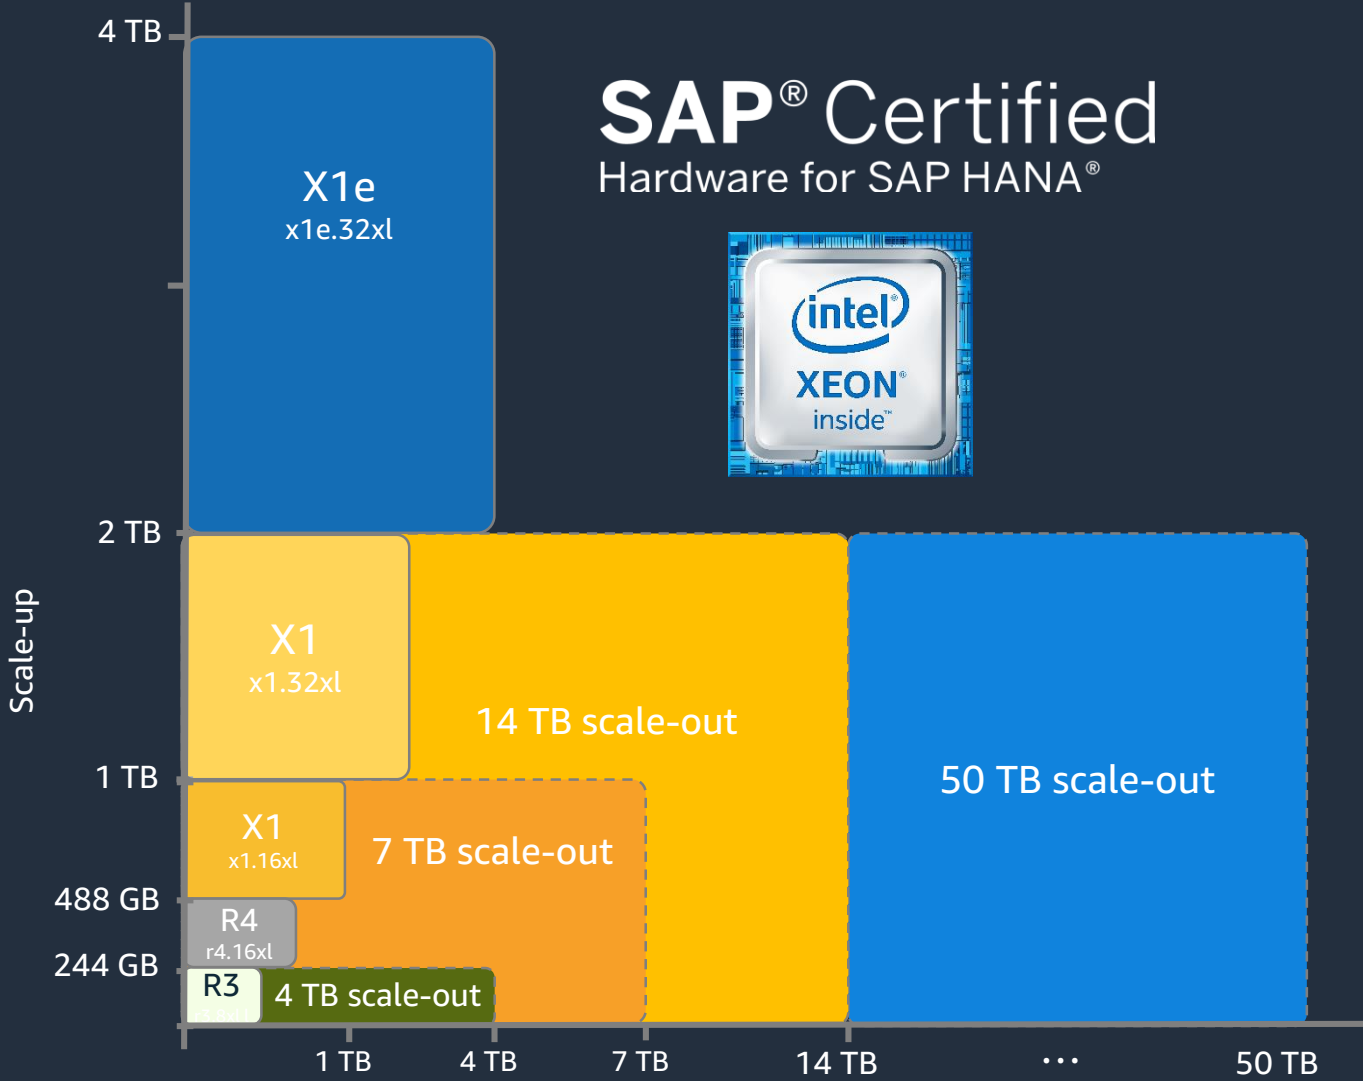 4 TB
SAP® Certified
Hardware for SAP HANA®
X1e
x1e.32xl
intel®
XEON®
inside™
2 TB
Scale-up
X1
x1.32xl
14 TB scale-out
1 TB
50 TB scale-out
X1
x1.16xl
7 TB scale-out
488 GB
R4
r4.16xl
244 GB
R3
4 TB scale-out
1 TB
4 TB
7 TB
14 TB
...
50 TB